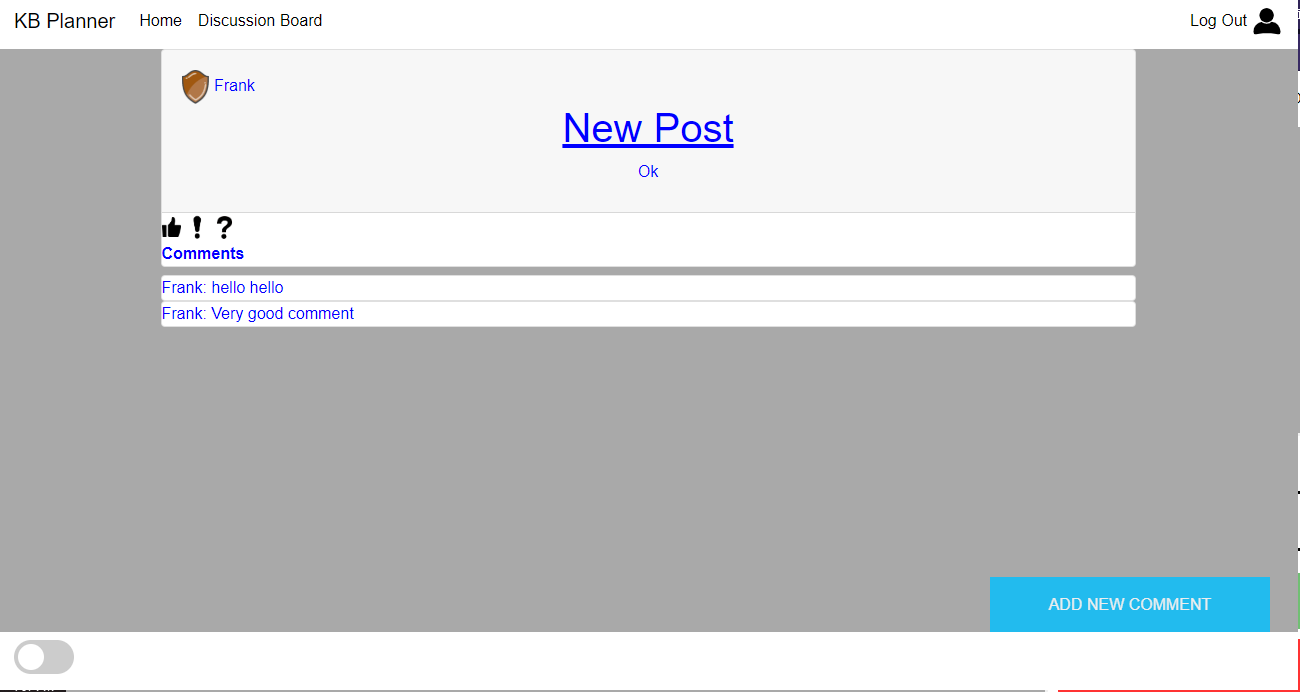 KB Planner Home Discussion Board Log Out
Frank
New Post
Ok
Comments
Frank: hello hello
Frank: Very good comment
ADD NEW COMMENT